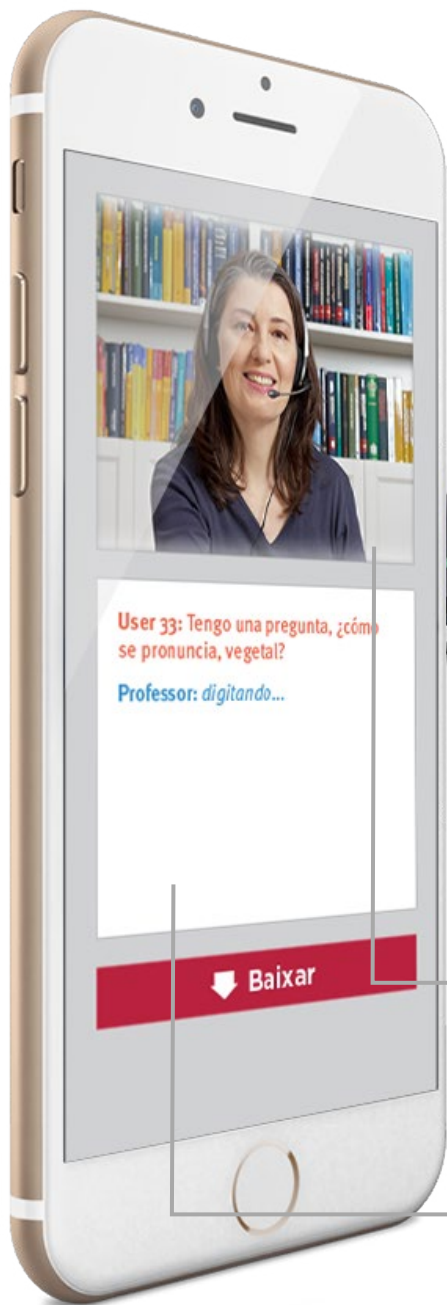 User 33: Tengo una pregunta, ¿cómo
se pronuncia, vegetal?
Professor: digitando...
Baixar